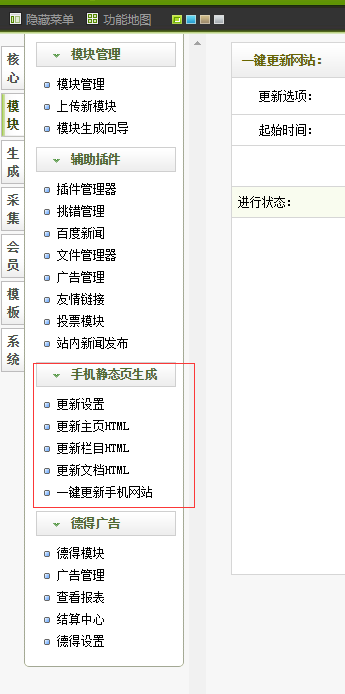 隐藏菜单 功能地图
核心
模块
生成
采集
会员
模板
系统
模块管理
模块管理
上传新模块
模块生成向导
辅助插件
插件管理器
挑错管理
百度新闻
文件管理器
广告管理
友情链接
投票模块
站内新闻发布
手机静态页生成
更新设置
更新主页HTML
更新栏目HTML
更新文档HTML
一键更新手机网站
德得广告
德得模块
广告管理
查看报表
结算中心
德得设置
一键更新网站：
更新选项：
起始时间：
进行状态：